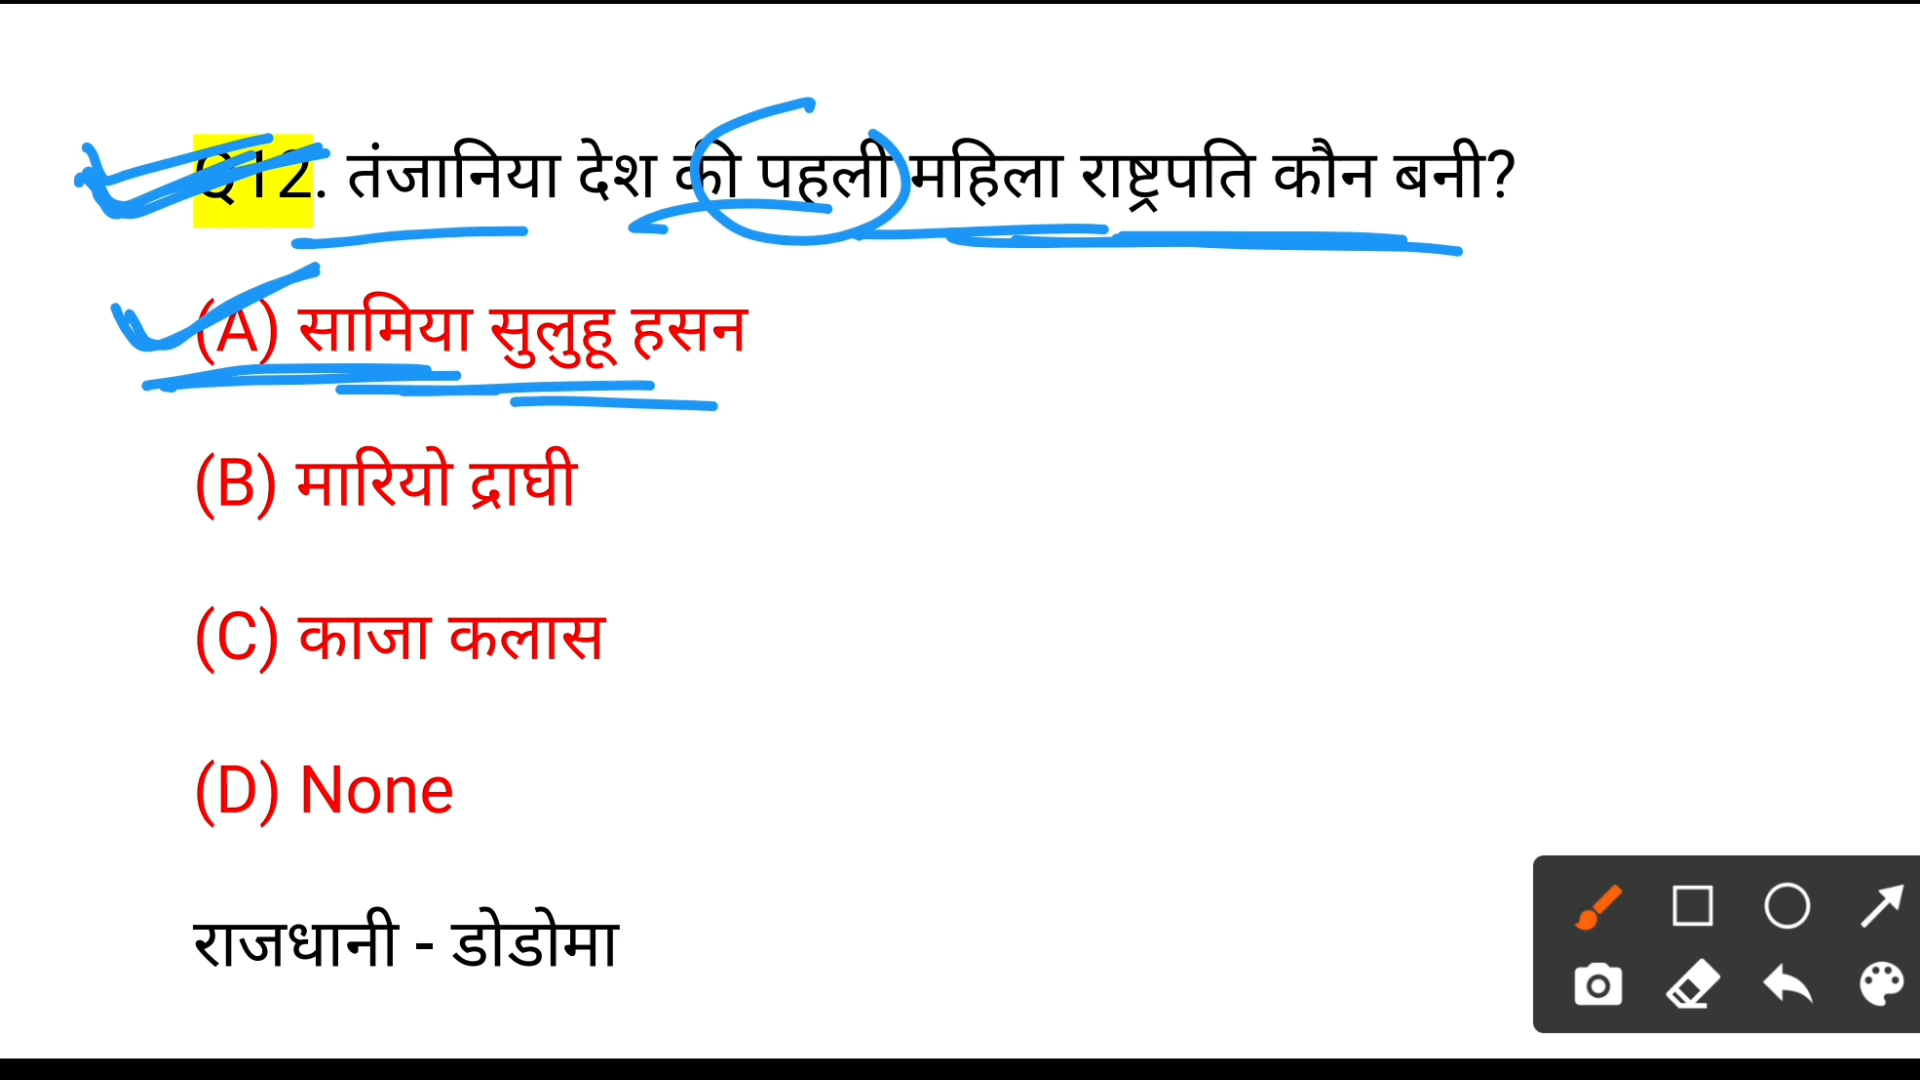 Q12. तंजानिया देश की पहली महिला राष्ट्रपति कौन बनी?
(A) सामिया सुलुहू हसन
(B) मारियो द्राघी
(C) काजा कलास
(D) None
राजधानी - डोडोमा